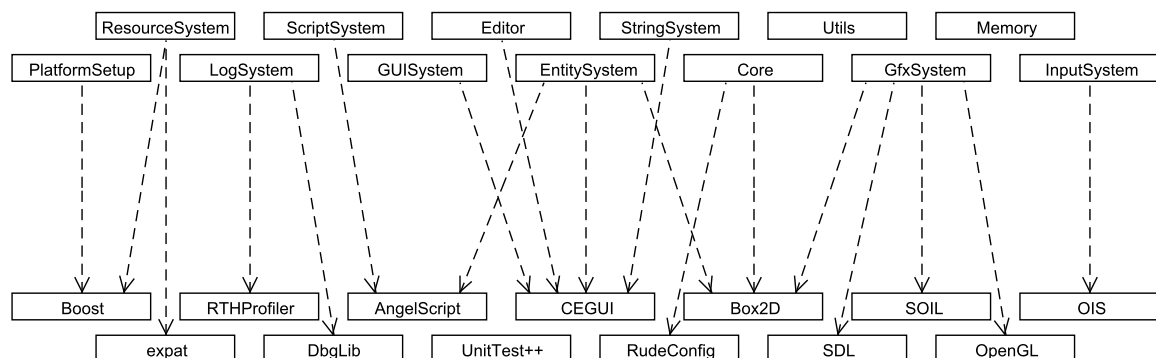 ResourceSystem ScriptSystem Editor StringSystem Utils Memory
PlatformSetup LogSystem GUISystem EntitySystem Core GfxSystem InputSystem
Boost RTHProfiler AngelScript CEGUI Box2D SOIL OIS
expat DbgLib UnitTest++ RudeConfig SDL OpenGL